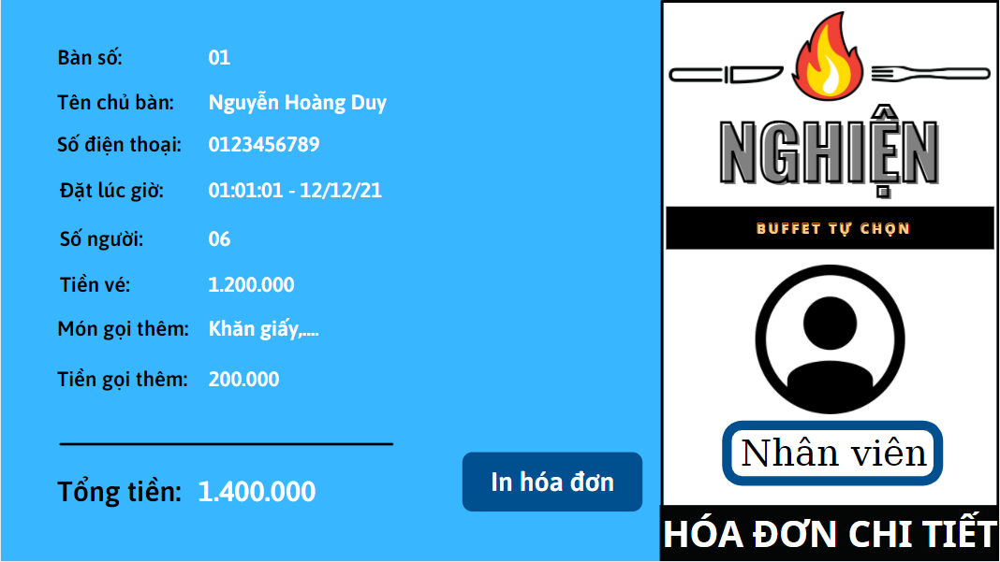 Bàn số: 01
Tên chủ bàn: Nguyễn Hoàng Duy
Số điện thoại: 0123456789
Đặt lúc giờ: 01:01:01 - 12/12/21
Số người: 06
Tiền vé: 1.200.000
Món gọi thêm: Khăn giấy,....
Tiền gọi thêm: 200.000
Tổng tiền: 1.400.000
In hóa đơn
NGHIỆN
BUFFET TỰ CHỌN
Nhân viên
HÓA ĐƠN CHI TIẾT